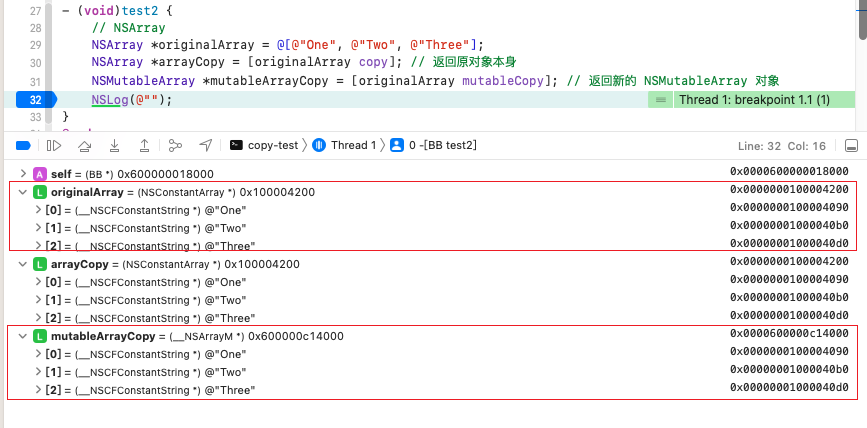 27 - (void)test2 {
28 // NSArray
29 NSArray *originalArray = @[@"One", @"Two", @"Three"];
30 NSArray *arrayCopy = [originalArray copy]; // 返回原对象本身
31 NSMutableArray *mutableArrayCopy = [originalArray mutableCopy]; // 返回新的 NSMutableArray 对象
32 NSLog(@""); Thread 1: breakpoint 1.1 (1)
33 }
copy-test Thread 1 0 -[BB test2] Line: 32 Col: 16
A self = (BB *) 0x600000018000 0x0000600000018000
L originalArray = (NSConstantArray *) 0x100004200 0x0000000100004200
[0] = (__NSCFConstantString *) @"One" 0x0000000100004090
[1] = (__NSCFConstantString *) @"Two" 0x00000001000040b0
[2] = (__NSCFConstantString *) @"Three" 0x00000001000040d0
L arrayCopy = (NSConstantArray *) 0x100004200 0x0000000100004200
[0] = (__NSCFConstantString *) @"One" 0x0000000100004090
[1] = (__NSCFConstantString *) @"Two" 0x00000001000040b0
[2] = (__NSCFConstantString *) @"Three" 0x00000001000040d0
L mutableArrayCopy = (__NSArrayM *) 0x600000c14000 0x0000600000c14000
[0] = (__NSCFConstantString *) @"One" 0x0000000100004090
[1] = (__NSCFConstantString *) @"Two" 0x00000001000040b0
[2] = (__NSCFConstantString *) @"Three" 0x00000001000040d0